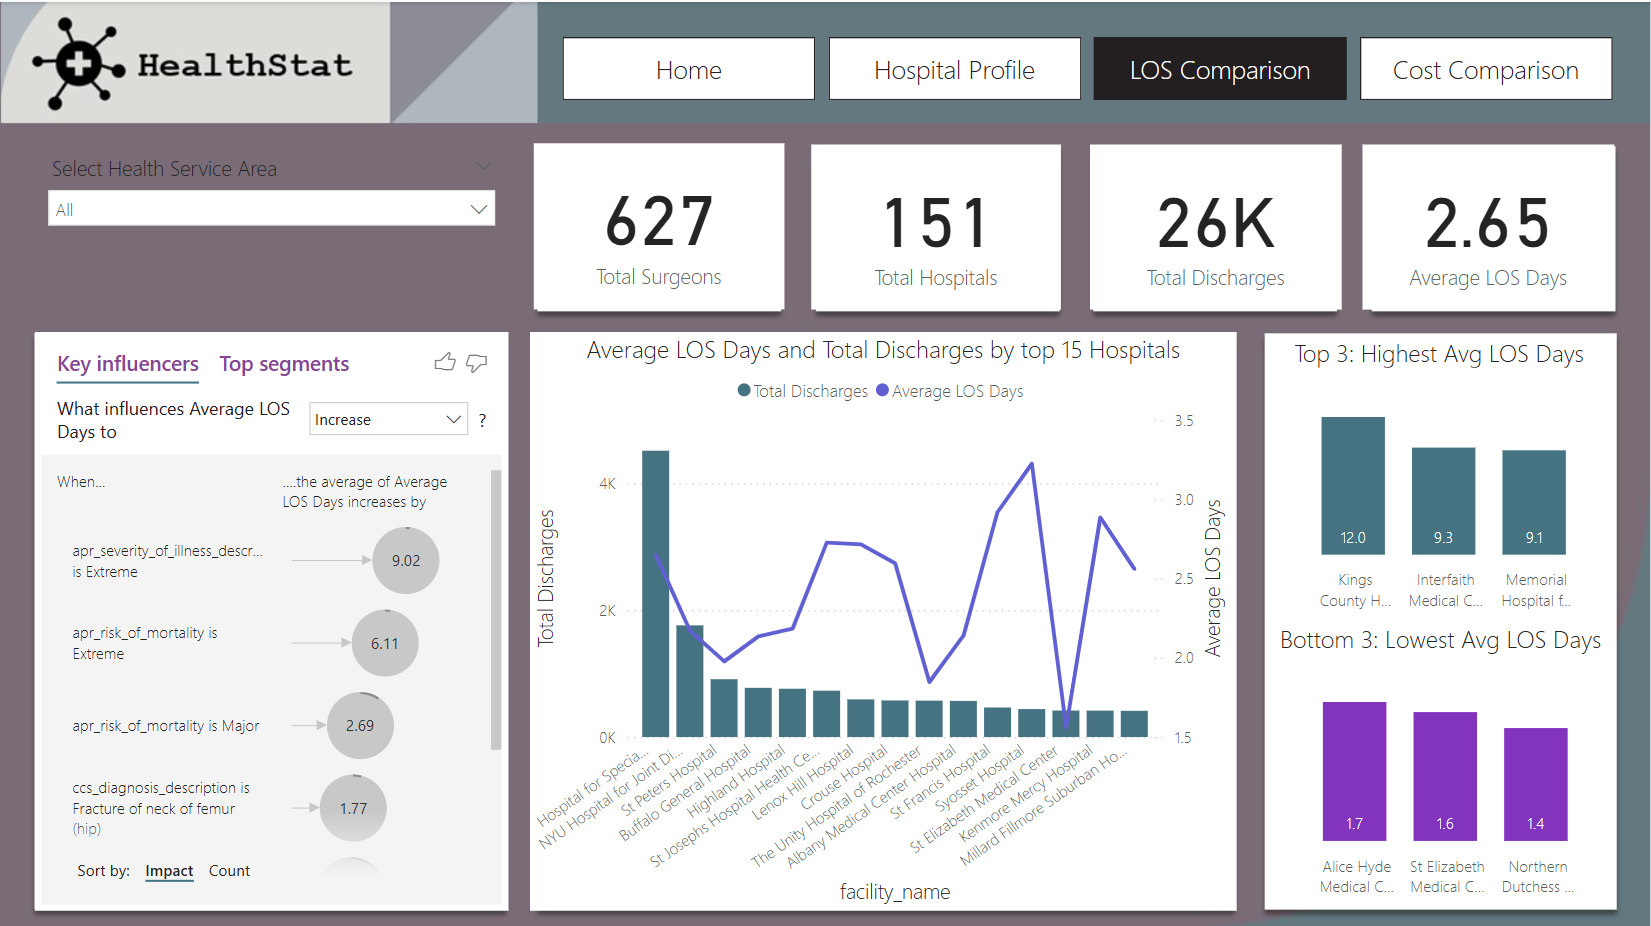 HealthStat
Home
Hospital Profile
LOS Comparison
Cost Comparison
Select Health Service Area
All
627
Total Surgeons
151
Total Hospitals
26K
Total Discharges
2.65
Average LOS Days
Key influencers
Top segments
What influences Average LOS
Days to
Increase
?
When...
....the average of Average
LOS Days increases by
apr_severity_of_illness_descr...
is Extreme
9.02
apr_risk_of_mortality is
Extreme
6.11
apr_risk_of_mortality is Major
2.69
ccs_diagnosis_description is
Fracture of neck of femur
(hip)
1.77
Sort by:
Impact
Count
Average LOS Days and Total Discharges by top 15 Hospitals
Total Discharges
Average LOS Days
Total Discharges
4K
2K
0K
3.5
3.0
2.5
2.0
1.5
Average LOS Days
Hospital for Specia...
NYU Hospital for Joint Di...
St Peters Hospital
Buffalo General Hospital
Highland Hospital
St Josephs Hospital Health Ce...
Lenox Hill Hospital
Crouse Hospital
The Unity Hospital of Rochester
Albany Medical Center Hospital
St Francis Hospital
Syosset Hospital
St Elizabeth Medical Center
Kenmore Mercy Hospital
Millard Fillmore Suburban Ho...
facility_name
Top 3: Highest Avg LOS Days
12.0
9.3
9.1
Kings
County H...
Interfaith
Medical C...
Memorial
Hospital f...
Bottom 3: Lowest Avg LOS Days
1.7
1.6
1.4
Alice Hyde
Medical C...
St Elizabeth
Medical C...
Northern
Dutchess ...